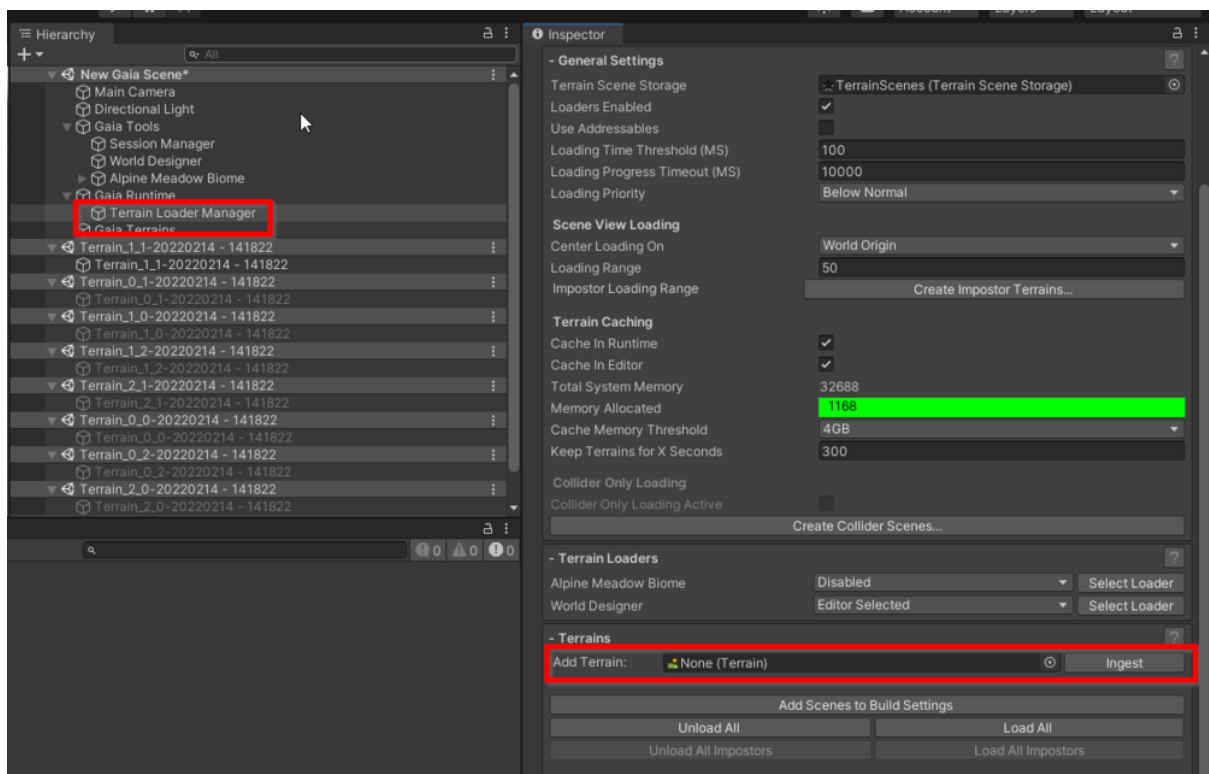 Account
Layers
Layout
Hierarchy
All
New Gaia Scene*
Main Camera
Directional Light
Gaia Tools
Session Manager
World Designer
Alpine Meadow Biome
Gaia Runtime
Terrain Loader Manager
Gaia Terrains
Terrain_1_1-20220214 - 141822
Terrain_1_1-20220214 - 141822
Terrain_0_1-20220214 - 141822
Terrain_0_1-20220214 - 141822
Terrain_1_0-20220214 - 141822
Terrain_1_0-20220214 - 141822
Terrain_1_2-20220214 - 141822
Terrain_1_2-20220214 - 141822
Terrain_2_1-20220214 - 141822
Terrain_2_1-20220214 - 141822
Terrain_0_0-20220214 - 141822
Terrain_0_0-20220214 - 141822
Terrain_0_2-20220214 - 141822
Terrain_0_2-20220214 - 141822
Terrain_2_0-20220214 - 141822
Terrain_2_0-20220214 - 141822
0 0 0
Inspector
- General Settings ?
Terrain Scene Storage TerrainScenes (Terrain Scene Storage)
Loaders Enabled
Use Addressables
Loading Time Threshold (MS) 100
Loading Progress Timeout (MS) 10000
Loading Priority Below Normal
Scene View Loading
Center Loading On World Origin
Loading Range 50
Impostor Loading Range Create Impostor Terrains...
Terrain Caching
Cache In Runtime
Cache In Editor
Total System Memory 32688
Memory Allocated 1168
Cache Memory Threshold 4GB
Keep Terrains for X Seconds 300
Collider Only Loading
Collider Only Loading Active
Create Collider Scenes...
- Terrain Loaders ?
Alpine Meadow Biome Disabled Select Loader
World Designer Editor Selected Select Loader
- Terrains ?
Add Terrain: None (Terrain) Ingest
Add Scenes to Build Settings
Unload All Load All
Unload All Impostors Load All Impostors